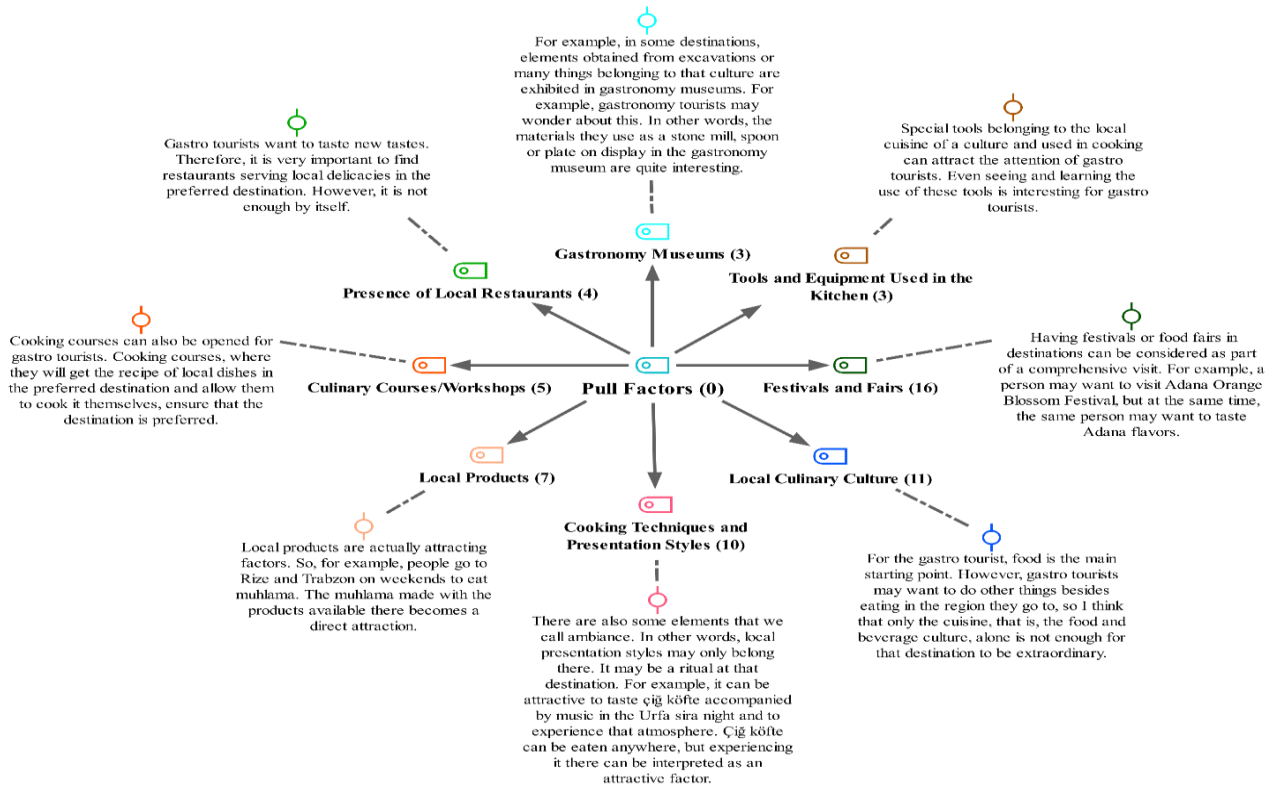 For example, in some destinations,
elements obtained from excavations or
many things belonging to that culture are
exhibited in gastronomy museums. For
example, gastronomy tourists may
wonder about this. In other words, the
materials they use as a stone mill, spoon
or plate on display in the gastronomy
museum are quite interesting.
Gastro tourists want to taste new tastes.
Therefore, it is very important to find
restaurants serving local delicacies in the
preferred destination. However, it is not
enough by itself.
Special tools belonging to the local
cuisine of a culture and used in cooking
can attract the attention of gastro
tourists. Even seeing and learning the
use of these tools is interesting for gastro
tourists.
Gastronomy Museums (3)
Presence of Local Restaurants (4)
Tools and Equipment Used in the
Kitchen (3)
Cooking courses can also be opened for
gastro tourists. Cooking courses, where
they will get the recipe of local dishes in
the preferred destination and allow them
to cook it themselves, ensure that the
destination is preferred.
Culinary Courses/Workshops (5)
Pull Factors (0)
Festivals and Fairs (16)
Having festivals or food fairs in
destinations can be considered as part
of a comprehensive visit. For example, a
person may want to visit Adana Orange
Blossom Festival, but at the same time,
the same person may want to taste
Adana flavors.
Local Products (7)
Local Culinary Culture (11)
Cooking Techniques and
Presentation Styles (10)
Local products are actually attracting
factors. So, for example, people go to
Rize and Trabzon on weekends to eat
muhlama. The muhlama made with the
products available there becomes a
direct attraction.
There are also some elements that we
call ambiance. In other words, local
presentation styles may only belong
there. It may be a ritual at that
destination. For example, it can be
attractive to taste çiğ köfte accompanied
by music in the Urfa sira night and to
experience that atmosphere. Çiğ köfte
can be eaten anywhere, but experiencing
it there can be interpreted as an
attractive factor.
For the gastro tourist, food is the main
starting point. However, gastro tourists
may want to do other things besides
eating in the region they go to, so I think
that only the cuisine, that is, the food and
beverage culture, alone is not enough for
that destination to be extraordinary.